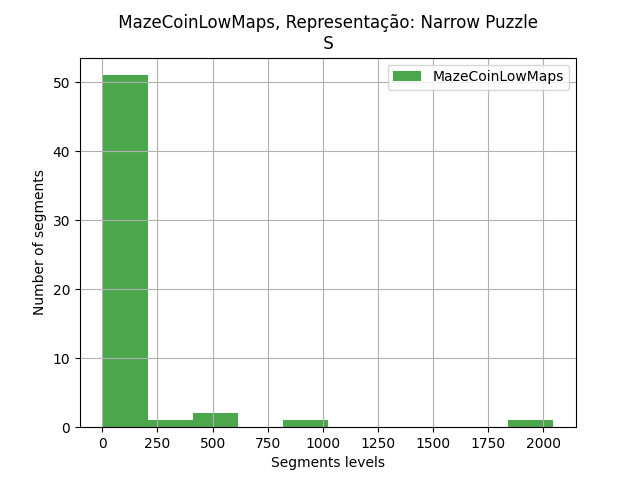 MazeCoinLowMaps, Representação: Narrow Puzzle
S
MazeCoinLowMaps
Number of segments
50
40
30
20
10
0
0 250 500 750 1000 1250 1500 1750 2000
Segments levels